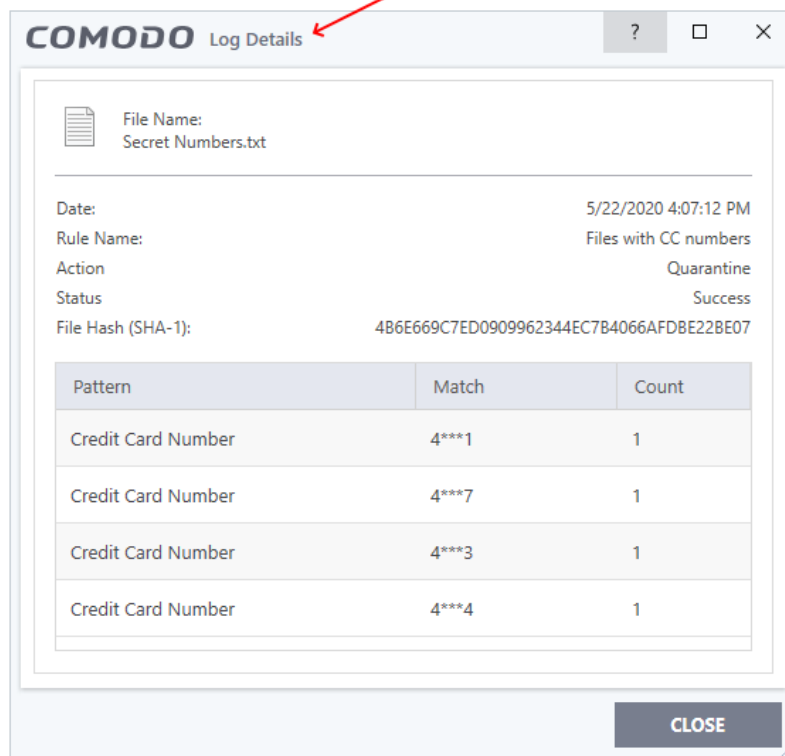 COMODO Log Details ?
File Name:
Secret Numbers.txt
Date: 5/22/2020 4:07:12 PM
Rule Name: Files with CC numbers
Action Quarantine
Status Success
File Hash (SHA-1): 4B6E669C7ED0909962344EC7B4066AFDBE22BE07
Pattern Match Count
Credit Card Number 4***1 1
Credit Card Number 4***7 1
Credit Card Number 4***3 1
Credit Card Number 4***4 1
CLOSE